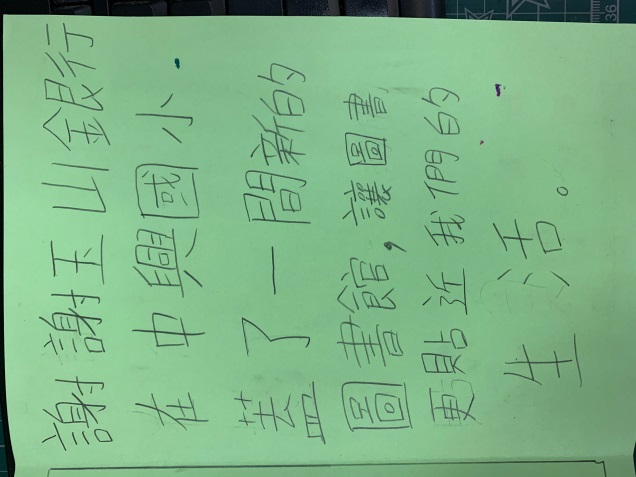 謝謝玉山銀行
在中興國小
蓋了一間新的
圖書館,讓圖書
更貼近我們的
生活。